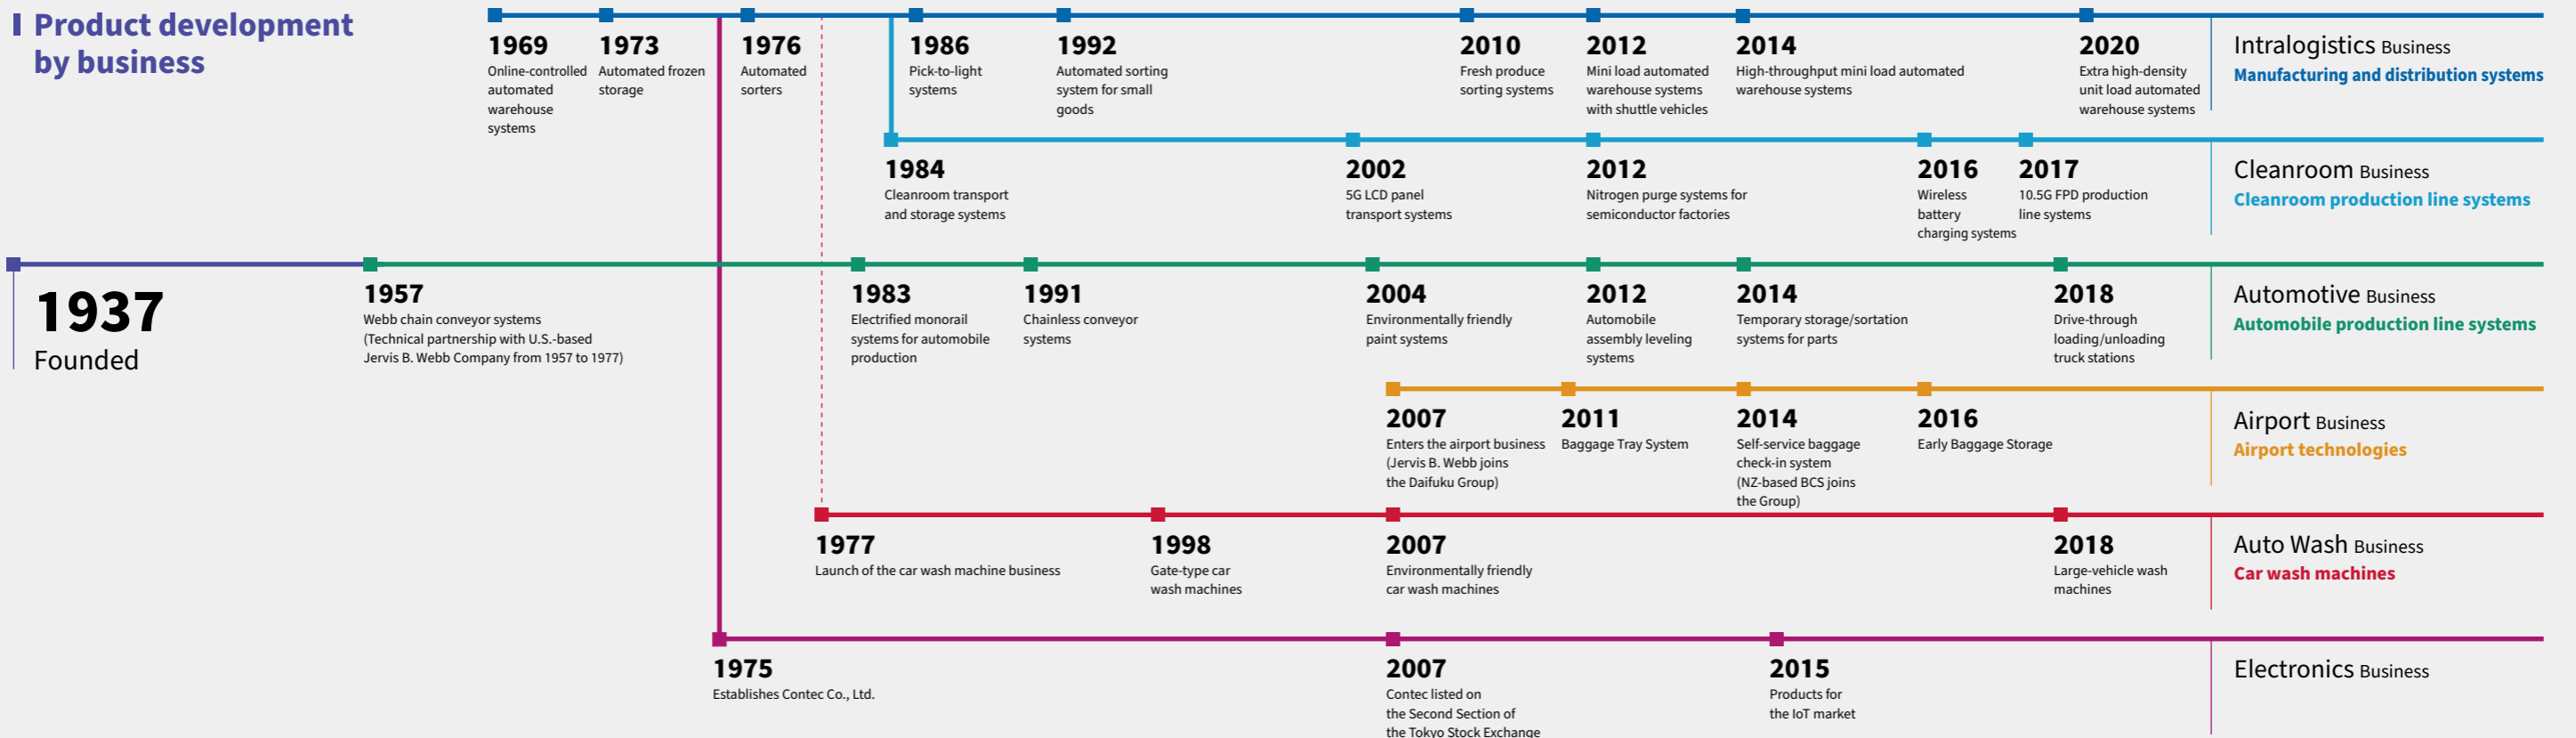 Product development
by business
1969
Online-controlled
automated
warehouse
systems
1973
Automated frozen
storage
1976
Automated
sorters
1986
Pick-to-light
systems
1992
Automated sorting
system for small
goods
2010
Fresh produce
sorting systems
2012
Mini load automated
warehouse systems
with shuttle vehicles
2014
High-throughput mini load automated
warehouse systems
2020
Extra high-density
unit load automated
warehouse systems
Intralogistics Business
Manufacturing and distribution systems
1984
Cleanroom transport
and storage systems
2002
5G LCD panel
transport systems
2012
Nitrogen purge systems for
semiconductor factories
2016
Wireless
battery
charging systems
2017
10.5G FPD production
line systems
Cleanroom Business
Cleanroom production line systems
1937
Founded
1957
Webb chain conveyor systems
(Technical partnership with U.S.-based
Jervis B. Webb Company from 1957 to 1977)
1983
Electrified monorail
systems for automobile
production
1991
Chainless conveyor
systems
2004
Environmentally friendly
paint systems
2012
Automobile
assembly leveling
systems
2014
Temporary storage/sortation
systems for parts
2018
Drive-through
loading/unloading
truck stations
Automotive Business
Automobile production line systems
2007
Enters the airport business
(Jervis B. Webb joins
the Daifuku Group)
2011
Baggage Tray System
2014
Self-service baggage
check-in system
(NZ-based BCS joins
the Group)
2016
Early Baggage Storage
Airport Business
Airport technologies
1977
Launch of the car wash machine business
1998
Gate-type car
wash machines
2007
Environmentally friendly
car wash machines
2018
Large-vehicle wash
machines
Auto Wash Business
Car wash machines
1975
Establishes Contec Co., Ltd.
2007
Contec listed on
the Second Section of
the Tokyo Stock Exchange
2015
Products for
the IoT market
Electronics Business